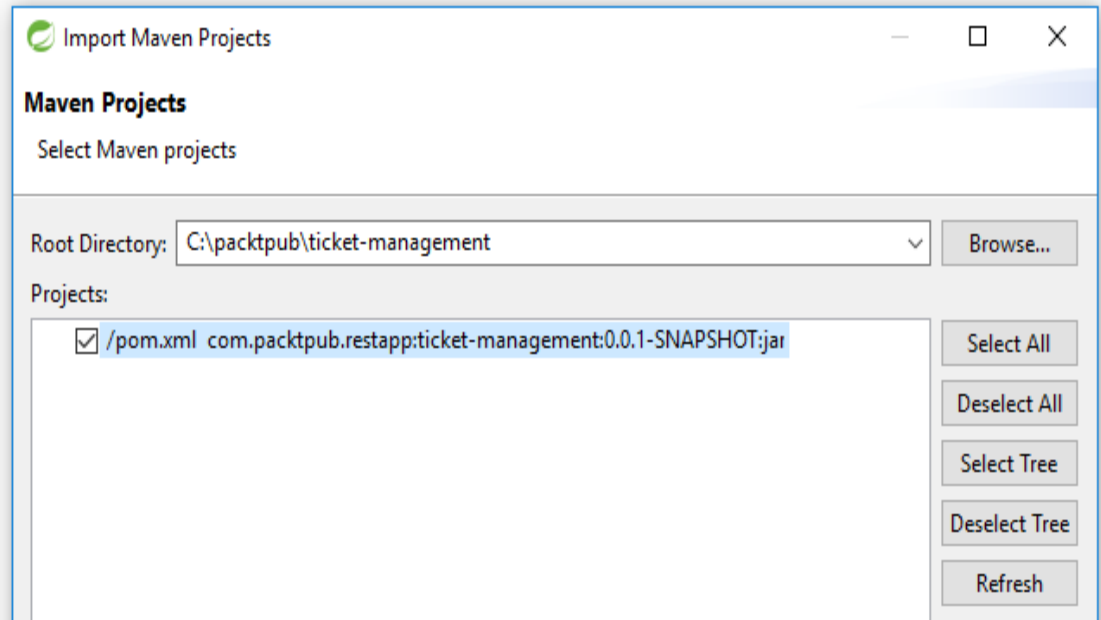 Import Maven Projects
Maven Projects
Select Maven projects
Root Directory: C:\packtpub\ticket-management Browse...
Projects:
/pom.xml com.packtpub.restapp:ticket-management:0.0.1-SNAPSHOT:jar
Select All
Deselect All
Select Tree
Deselect Tree
Refresh